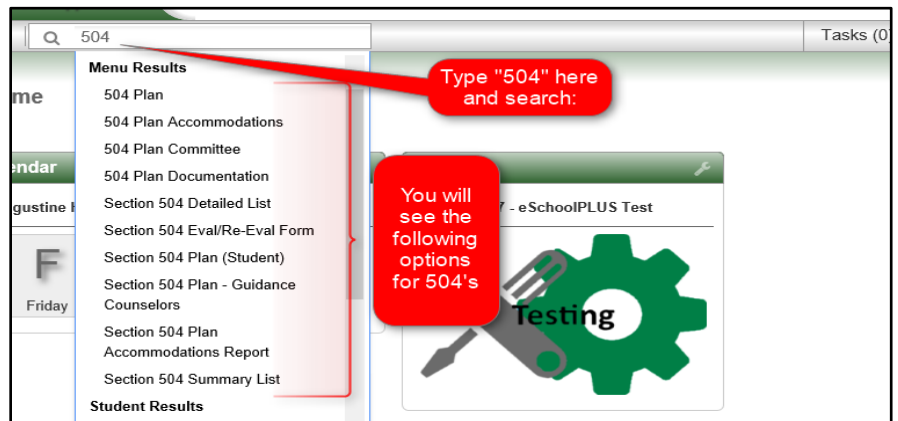 504
Tasks (0)
Menu Results
504 Plan
504 Plan Accommodations
504 Plan Committee
504 Plan Documentation
Section 504 Detailed List
Section 504 Eval/Re-Eval Form
Section 504 Plan (Student)
Section 504 Plan - Guidance
Counselors
Section 504 Plan
Accommodations Report
Section 504 Summary List
Student Results
Type "504" here
and search:
You will
see the
following
options
for 504's
me
endar
gustine H
F
Friday
7 - eSchoolPLUS Test
Testing